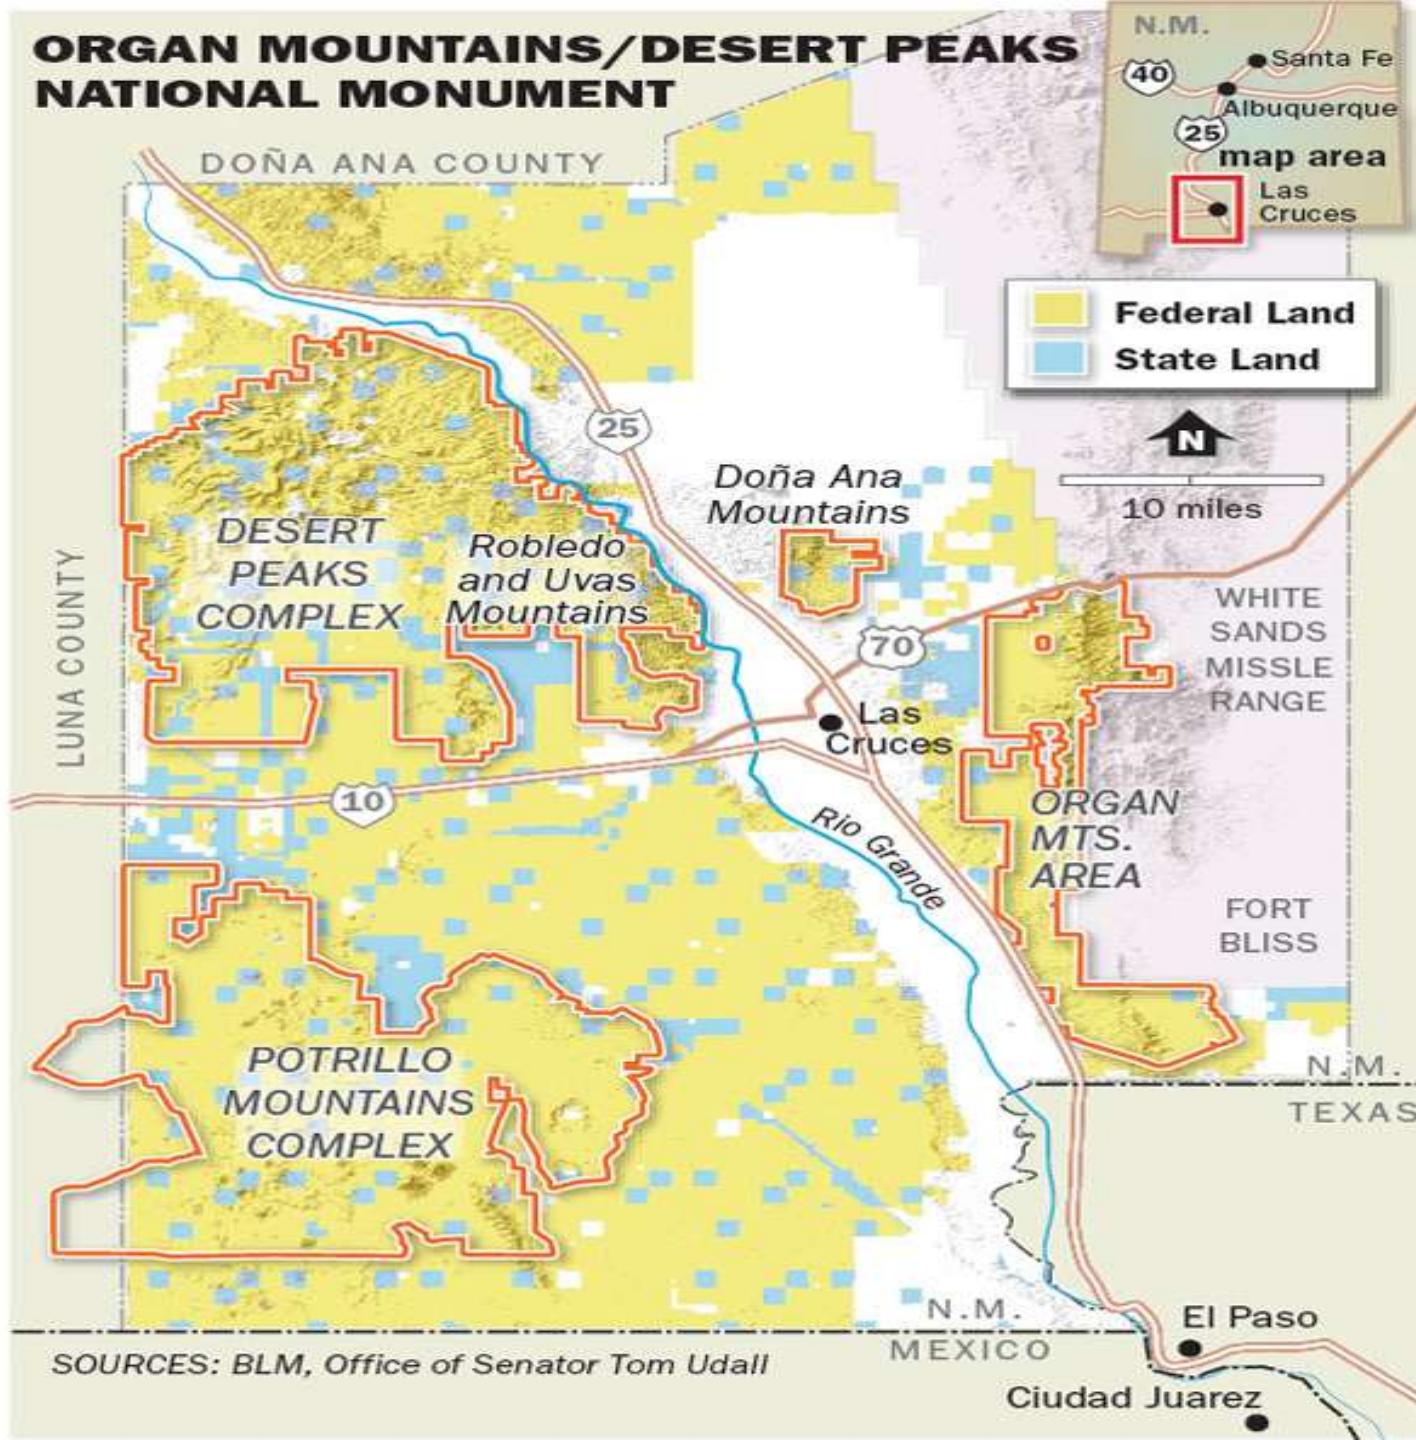 ORGAN MOUNTAINS/DESERT PEAKS
NATIONAL MONUMENT
N.M.
40
Santa Fe
Albuquerque
25
map area
Las
Cruces
DOÑA ANA COUNTY
Federal Land
State Land
N
10 miles
25
Doña Ana
Mountains
DESERT
PEAKS
COMPLEX
Robledo
and Uvas
Mountains
LUNA COUNTY
70
WHITE
SANDS
MISSLE
RANGE
Las
Cruces
10
ORGAN
MTS.
AREA
Rio Grande
FORT
BLISS
POTRILLO
MOUNTAINS
COMPLEX
N.M.
TEXAS
N.M.
MEXICO
El Paso
Ciudad Juarez
SOURCES: BLM, Office of Senator Tom Udall